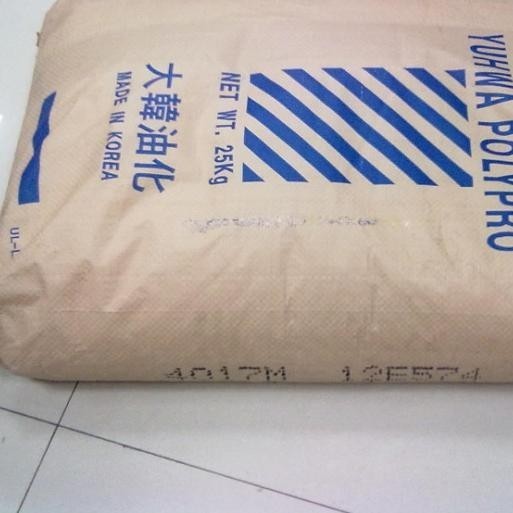 YUHWA POLYPRO
NET WT. 25Kg
大韓油化
MADE IN KOREA
UL-L
4017M